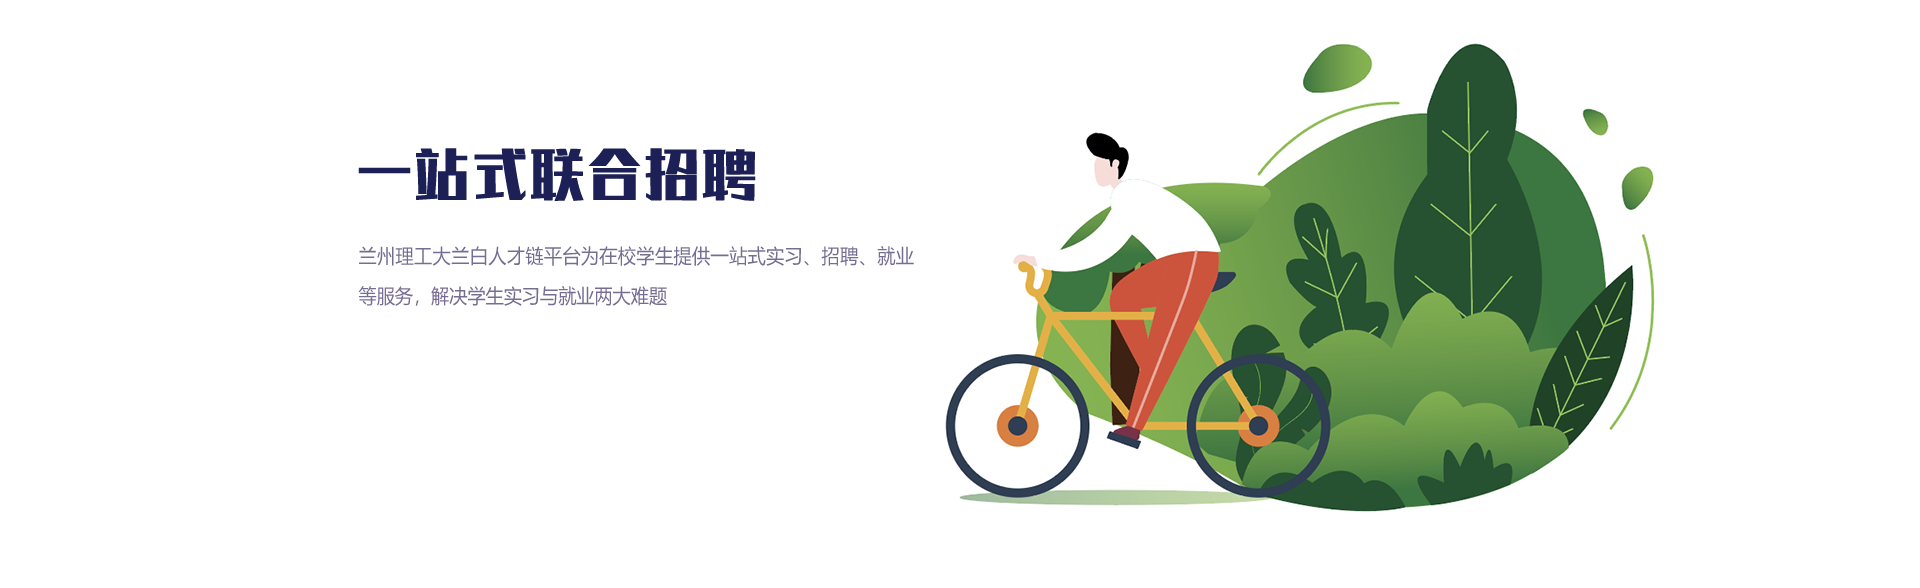 一站式联合招聘
兰州理工大兰白人才链平台为在校学生提供一站式实习、招聘、就业
等服务，解决学生实习与就业两大难题